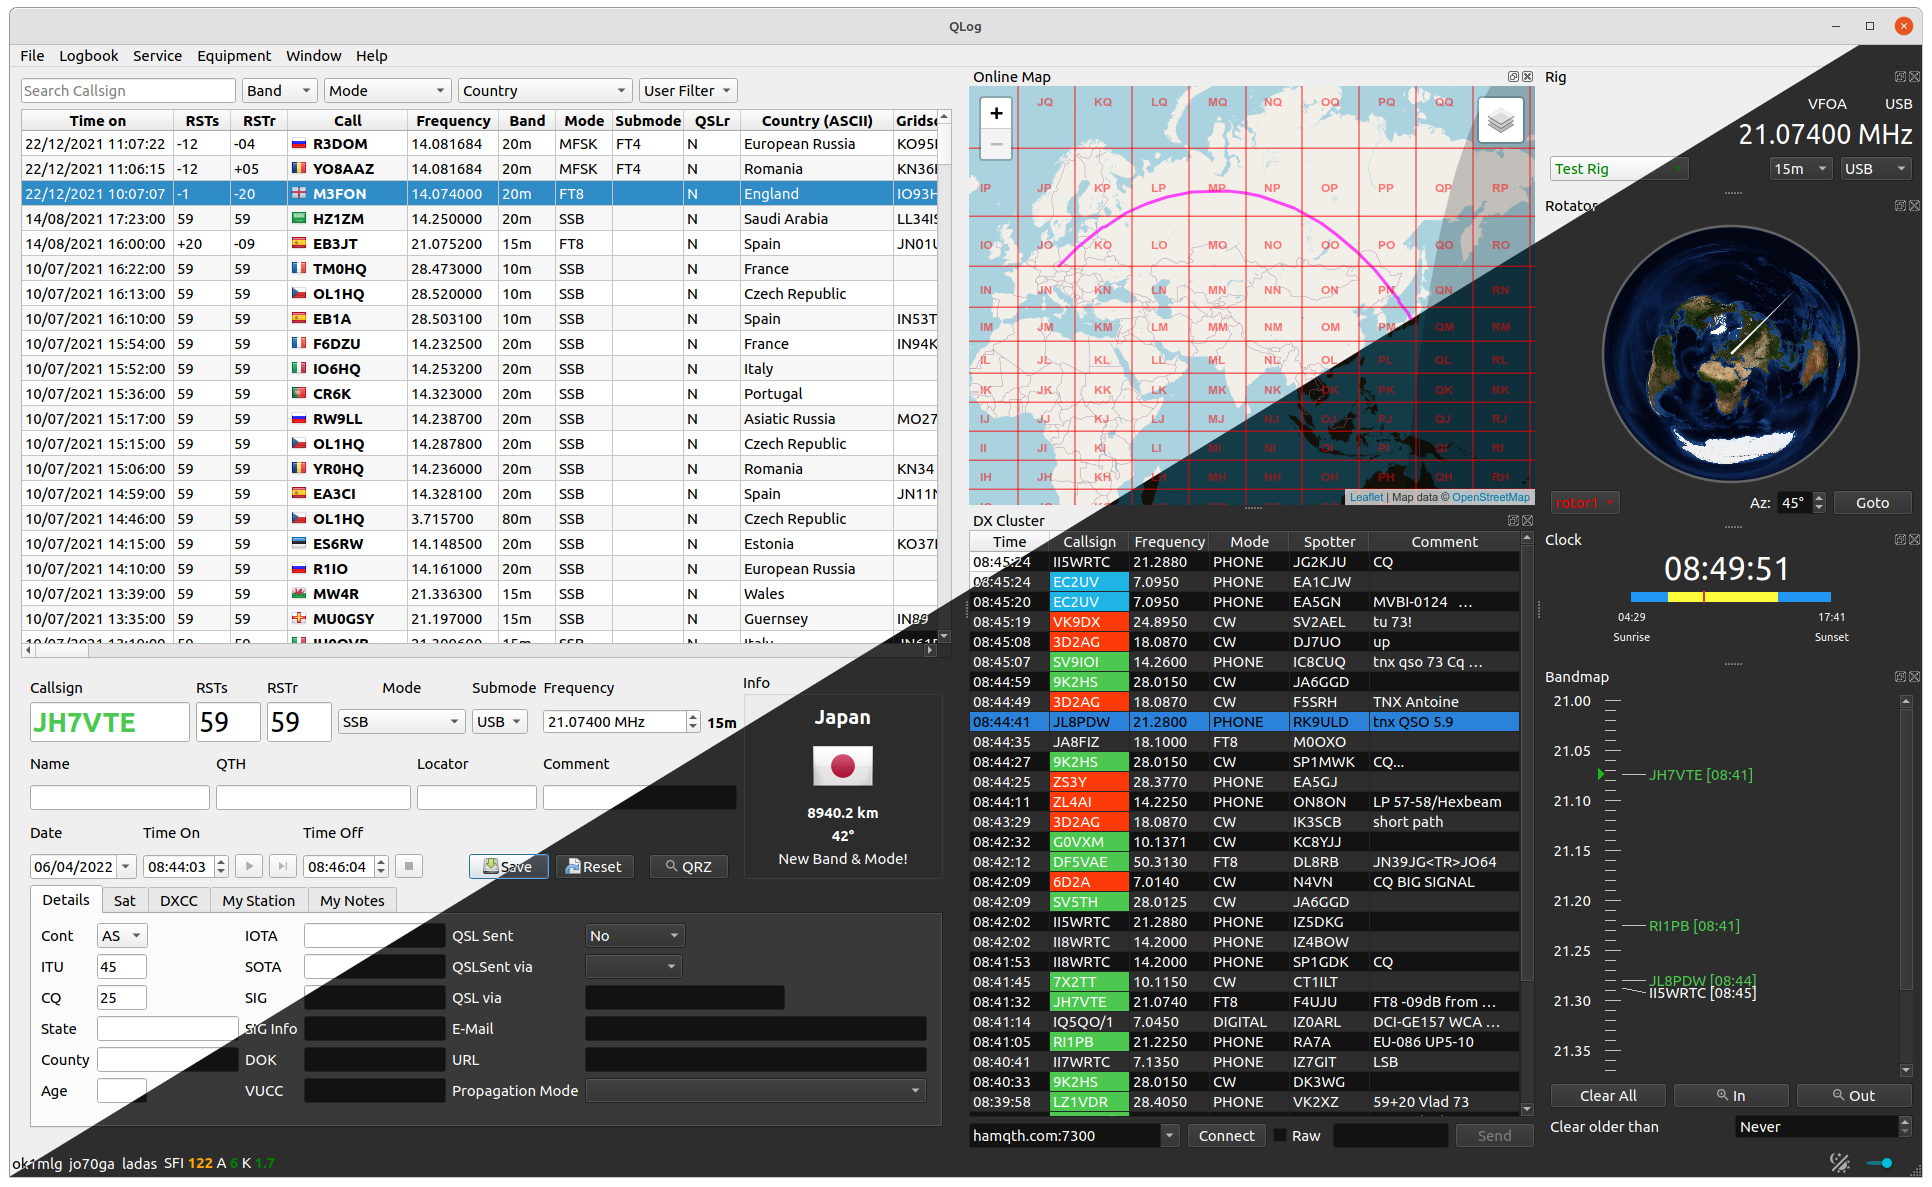 QLog
File Logbook Service Equipment Window Help
Search Callsign Band Mode Country User Filter
Time on RSTs RSTr Call Frequency Band Mode Submode QSLr Country (ASCII) Gridsc
22/12/2021 11:07:22 -12 -04 R3DOM 14.081684 20m MFSK FT4 N European Russia KO95
22/12/2021 11:06:15 -12 +05 YO8AAZ 14.081684 20m MFSK FT4 N Romania KN36
22/12/2021 10:07:07 -1 -20 M3FON 14.074000 20m FT8 N England IO93
14/08/2021 17:23:00 59 59 HZ1ZM 14.250000 20m SSB N Saudi Arabia LL34IS
14/08/2021 16:00:00 +20 -09 EB3JT 21.075200 15m FT8 N Spain JN01
10/07/2021 16:22:00 59 59 TM0HQ 28.473000 10m SSB N France
10/07/2021 16:13:00 59 59 OL1HQ 28.520000 10m SSB N Czech Republic
10/07/2021 16:10:00 59 59 EB1A 28.503100 10m SSB N Spain IN53T
10/07/2021 15:54:00 59 59 F6DZU 14.232500 20m SSB N France IN94K
10/07/2021 15:52:00 59 59 IO6HQ 14.253200 20m SSB N Italy
10/07/2021 15:36:00 59 59 CR6K 14.323000 20m SSB N Portugal
10/07/2021 15:17:00 59 59 RW9LL 14.238700 20m SSB N Asiatic Russia MO27
10/07/2021 15:15:00 59 59 OL1HQ 14.287800 20m SSB N Czech Republic
10/07/2021 15:06:00 59 59 YR0HQ 14.236000 20m SSB N Romania KN34
10/07/2021 14:59:00 59 59 EA3CI 14.328100 20m SSB N Spain JN11
10/07/2021 14:46:00 59 59 OL1HQ 3.715700 80m SSB N Czech Republic
10/07/2021 14:15:00 59 59 ES6RW 14.148500 20m SSB N Estonia KO37
10/07/2021 14:10:00 59 59 R1IO 14.161000 20m SSB N European Russia
10/07/2021 13:39:00 59 59 MW4R 21.336300 15m SSB N Wales
10/07/2021 13:35:00 59 59 MU0GSY 21.197000 15m SSB N Guernsey IN89
Callsign RSTs RSTr Mode Submode Frequency
JH7VTE 59 59 SSB USB 21.07400 MHz 15m
Name QTH Locator Comment
Date Time On Time Off
06/04/2022 08:44:03 08:46:04 Save Reset QRZ
Info
Japan
8940.2 km
42°
New Band & Mode!
Details Sat DXCC My Station My Notes
Cont AS IOTA QSL Sent No
ITU 45 SOTA QSLSent via
CQ 25 SIG QSL via
State SIG Info E-Mail
County DOK URL
Age VUCC Propagation Mode
ok1mlg jo70ga ladas SFI 122 A 6 K 1.7
Online Map
+
−
JQ KQ LQ MQ NQ OQ PQ QQ
IP JP KP LP MP NP OP PP QP RP
IO JO KO LO MO NO OO PO QO RO
IN JN KN LN MN NN ON PN QN RN
IM JM KM LM MM NM OM PM QM RM
IL JL KL LL ML NL OL PL QL RL
IK JK KK LK MK NK OK PK QK RK
IJ JJ KJ LJ MJ NJ OJ PJ QJ RJ
II JI KI LI MI NI OI PI QI RI
IH JH KH LH MH NH OH PH QH RH
Leaflet | Map data © OpenStreetMap
DX Cluster
Time Callsign Frequency Mode Spotter Comment
08:45:24 II5WRTC 21.2880 PHONE JG2KJU CQ
08:45:24 EC2UV 7.0950 PHONE EA1CJW
08:45:20 EC2UV 7.0950 PHONE EA5GN MVBI-0124 ...
08:45:19 VK9DX 24.8950 CW SV2AEL tu 73!
08:45:08 3D2AG 18.0870 CW DJ7UO up
08:45:07 SV9IOI 14.2600 PHONE IC8CUQ tnx qso 73 Cq ...
08:44:59 9K2HS 28.0150 CW JA6GGD
08:44:49 3D2AG 18.0870 CW F5SRH TNX Antoine
08:44:41 JL8PDW 21.2800 PHONE RK9ULD tnx QSO 5.9
08:44:35 JA8FIZ 18.1000 FT8 M0OXO
08:44:27 9K2HS 28.0150 CW SP1MWK CQ...
08:44:25 ZS3Y 28.3770 PHONE EA5GJ
08:44:11 ZL4AI 14.2250 PHONE ON8ON LP 57-58/Hexbeam
08:43:29 3D2AG 18.0870 CW IK3SCB short path
08:42:32 G0VXM 10.1371 CW KC8YJJ
08:42:12 DF5VAE 50.3130 FT8 DL8RB JN39JG<TR>JO64
08:42:09 6D2A 7.0140 CW N4VN CQ BIG SIGNAL
08:42:09 SV5TH 28.0125 CW JA6GGD
08:42:02 II5WRTC 21.2880 PHONE IZ5DKG
08:42:02 II8WRTC 14.2000 PHONE IZ4BOW
08:41:53 II8WRTC 14.2000 PHONE SP1GDK CQ
08:41:45 7X2TT 10.1150 CW CT1ILT
08:41:32 JH7VTE 21.0740 FT8 F4UJU FT8 -09dB from ...
08:41:14 IQ5QO/1 7.0450 DIGITAL IZ0ARL DCI-GE157 WCA ...
08:41:05 RI1PB 21.2250 PHONE RA7A EU-086 UP5-10
08:40:41 II7WRTC 7.1350 PHONE IZ7GIT LSB
08:40:33 9K2HS 28.0150 CW DK3WG
08:39:58 LZ1VDR 28.4050 PHONE VK2XZ 59+20 Vlad 73
hamqth.com:7300 Connect Raw Send
Rig
VFOA USB
21.07400 MHz
Test Rig 15m USB
Rotator
rotor1 Az: 45° Goto
Clock
08:49:51
04:29 17:41
Sunrise Sunset
Bandmap
21.00
21.05
JH7VTE [08:41]
21.10
21.15
21.20
RI1PB [08:41]
21.25
JL8PDW [08:44]
II5WRTC [08:45]
21.30
21.35
Clear All In Out
Clear older than Never